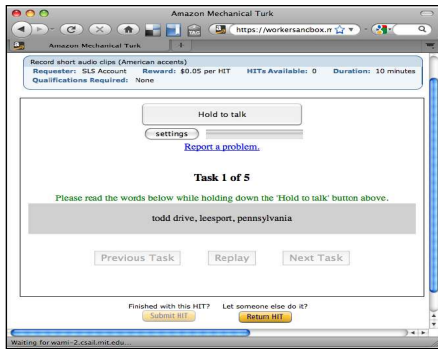 Amazon Mechanical Turk
TAG
https://workersandbox.m
Amazon Mechanical Turk
Record short audio clips (American accents)
Requester: SLS Account Reward: $0.05 per HIT HITs Available: 0 Duration: 10 minutes
Qualifications Required: None
Hold to talk
settings
Report a problem.
Task 1 of 5
Please read the words below while holding down the 'Hold to talk' button above.
todd drive, leesport, pennsylvania
Previous Task Replay Next Task
Finished with this HIT? Let someone else do it?
Submit HIT Return HIT
Waiting for wami-2.csail.mit.edu...